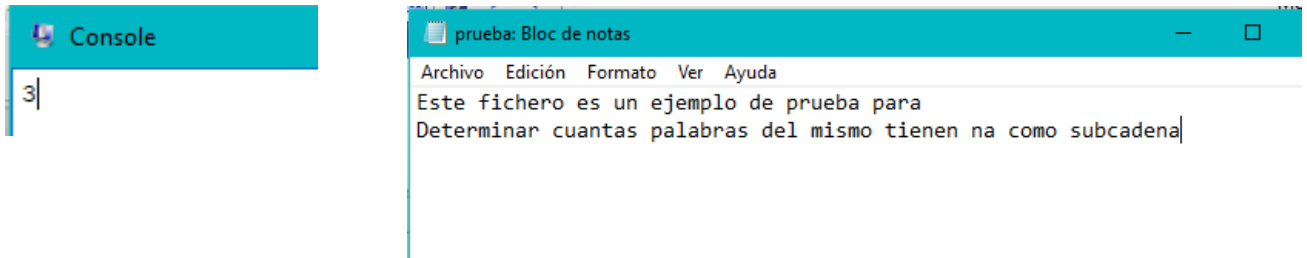 Console
3
prueba: Bloc de notas
Archivo Edición Formato Ver Ayuda
Este fichero es un ejemplo de prueba para
Determinar cuantas palabras del mismo tienen na como subcadena